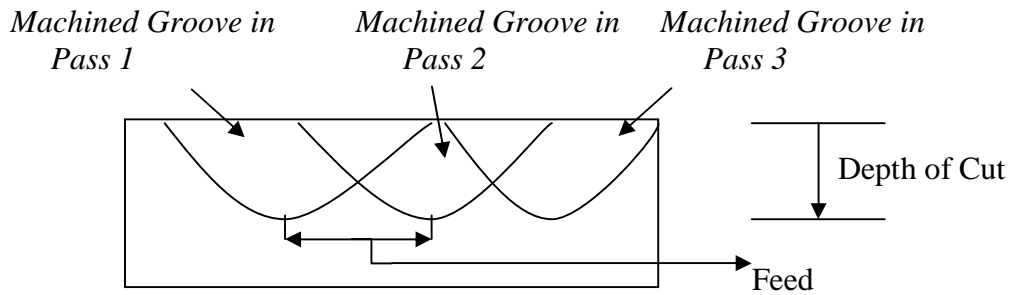 Machined Groove in
Pass 1
Machined Groove in
Pass 2
Machined Groove in
Pass 3
Depth of Cut
Feed